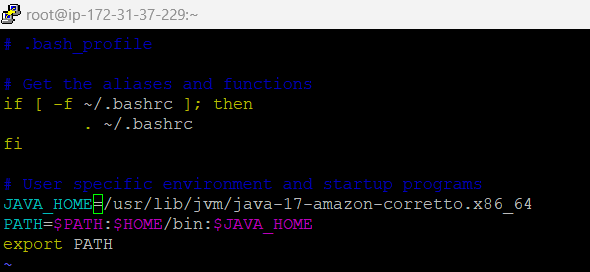 root@ip-172-31-37-229:~
# .bash_profile
# Get the aliases and functions
if [ -f ~/.bashrc ]; then
        . ~/.bashrc
fi
# User specific environment and startup programs
JAVA_HOME=/usr/lib/jvm/java-17-amazon-corretto.x86_64
PATH=$PATH:$HOME/bin:$JAVA_HOME
export PATH
~